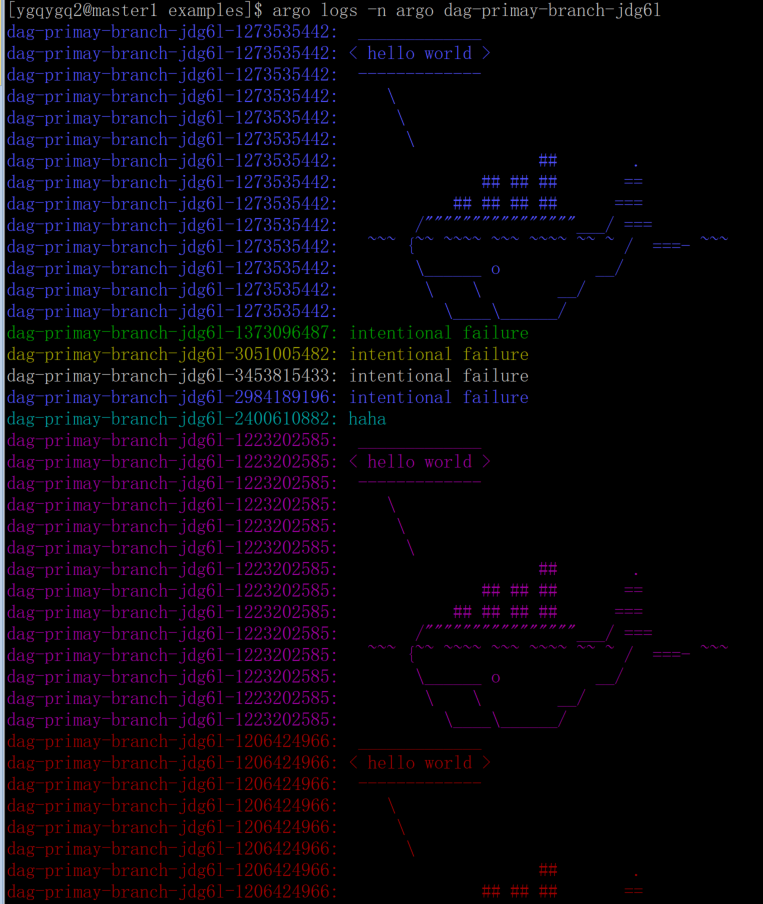 [ygqygq2@master1 examples]$ argo logs -n argo dag-primay-branch-jdg6l
dag-primay-branch-jdg6l-1273535442:  _____________
dag-primay-branch-jdg6l-1273535442: < hello world >
dag-primay-branch-jdg6l-1273535442:  -------------
dag-primay-branch-jdg6l-1273535442:     \
dag-primay-branch-jdg6l-1273535442:      \
dag-primay-branch-jdg6l-1273535442:       \
dag-primay-branch-jdg6l-1273535442:                     ##        .
dag-primay-branch-jdg6l-1273535442:               ## ## ##       ==
dag-primay-branch-jdg6l-1273535442:            ## ## ## ##      ===
dag-primay-branch-jdg6l-1273535442:        /""""""""""""""""___/ ===
dag-primay-branch-jdg6l-1273535442:   ~~~ {~~ ~~~~ ~~~ ~~~~ ~~ ~ /  ===- ~~~
dag-primay-branch-jdg6l-1273535442:        \______ o          __/
dag-primay-branch-jdg6l-1273535442:         \    \        __/
dag-primay-branch-jdg6l-1273535442:           \____\______/
dag-primay-branch-jdg6l-1373096487: intentional failure
dag-primay-branch-jdg6l-3051005482: intentional failure
dag-primay-branch-jdg6l-3453815433: intentional failure
dag-primay-branch-jdg6l-2984189196: intentional failure
dag-primay-branch-jdg6l-2400610882: haha
dag-primay-branch-jdg6l-1223202585:  _____________
dag-primay-branch-jdg6l-1223202585: < hello world >
dag-primay-branch-jdg6l-1223202585:  -------------
dag-primay-branch-jdg6l-1223202585:     \
dag-primay-branch-jdg6l-1223202585:      \
dag-primay-branch-jdg6l-1223202585:       \
dag-primay-branch-jdg6l-1223202585:                     ##        .
dag-primay-branch-jdg6l-1223202585:               ## ## ##       ==
dag-primay-branch-jdg6l-1223202585:            ## ## ## ##      ===
dag-primay-branch-jdg6l-1223202585:        /""""""""""""""""___/ ===
dag-primay-branch-jdg6l-1223202585:   ~~~ {~~ ~~~~ ~~~ ~~~~ ~~ ~ /  ===- ~~~
dag-primay-branch-jdg6l-1223202585:        \______ o          __/
dag-primay-branch-jdg6l-1223202585:         \    \        __/
dag-primay-branch-jdg6l-1223202585:           \____\______/
dag-primay-branch-jdg6l-1206424966:  _____________
dag-primay-branch-jdg6l-1206424966: < hello world >
dag-primay-branch-jdg6l-1206424966:  -------------
dag-primay-branch-jdg6l-1206424966:     \
dag-primay-branch-jdg6l-1206424966:      \
dag-primay-branch-jdg6l-1206424966:       \
dag-primay-branch-jdg6l-1206424966:                     ##        .
dag-primay-branch-jdg6l-1206424966:               ## ## ##       ==